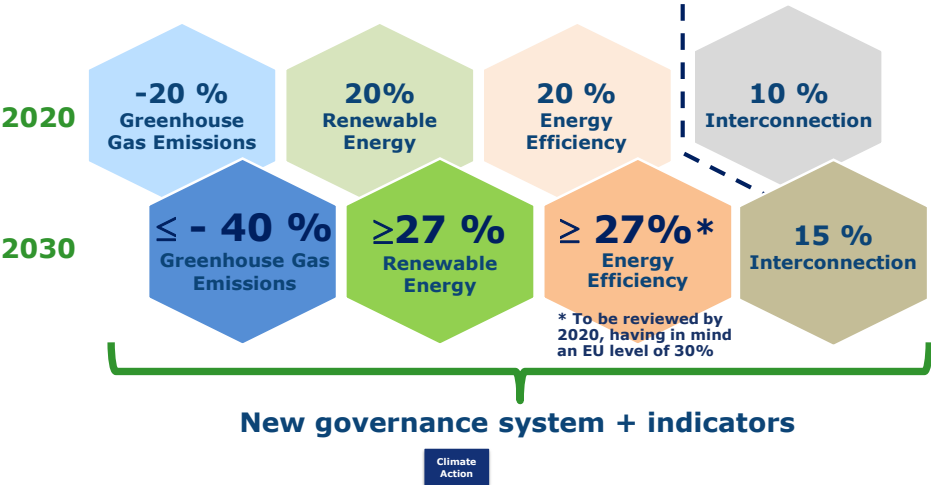 2020
-20 %
Greenhouse
Gas Emissions
20%
Renewable
Energy
20 %
Energy
Efficiency
10 %
Interconnection
2030
≤ - 40 %
Greenhouse Gas
Emissions
≥27 %
Renewable
Energy
≥ 27%*
Energy
Efficiency
* To be reviewed by
2020, having in mind
an EU level of 30%
15 %
Interconnection
New governance system + indicators
Climate
Action